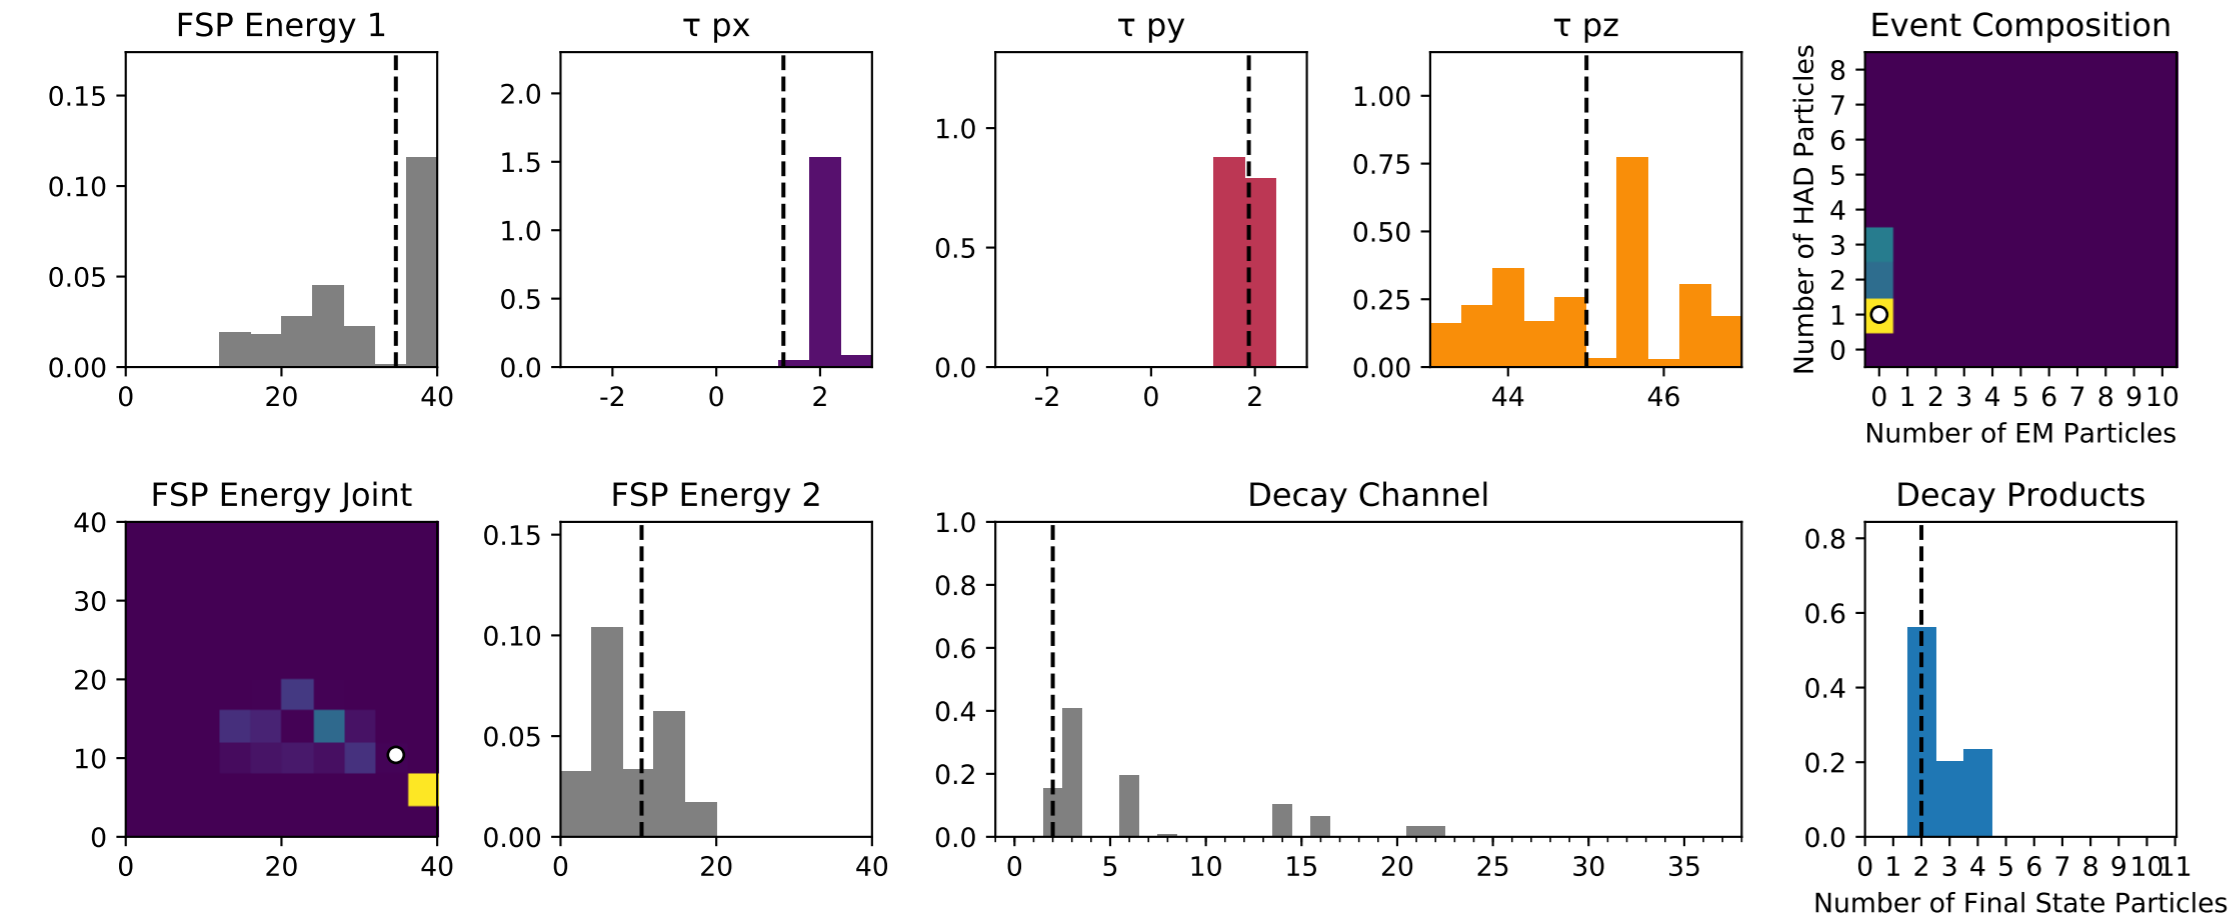 FSP Energy 1
τ px
τ py
τ pz
Event Composition
0.15
0.10
0.05
0.00
0 20 40
2.0
1.5
1.0
0.5
0.0
-2 0 2
1.0
0.5
0.0
-2 0 2
1.00
0.75
0.50
0.25
0.00
44 46
Number of HAD Particles
8
7
6
5
4
3
2
1
0
0 1 2 3 4 5 6 7 8 9 10
Number of EM Particles
FSP Energy Joint
FSP Energy 2
Decay Channel
Decay Products
40
30
20
10
0
0 20 40
0.15
0.10
0.05
0.00
0 20 40
1.0
0.8
0.6
0.4
0.2
0.0
0 5 10 15 20 25 30 35
0.8
0.6
0.4
0.2
0.0
0 1 2 3 4 5 6 7 8 9 10 11
Number of Final State Particles